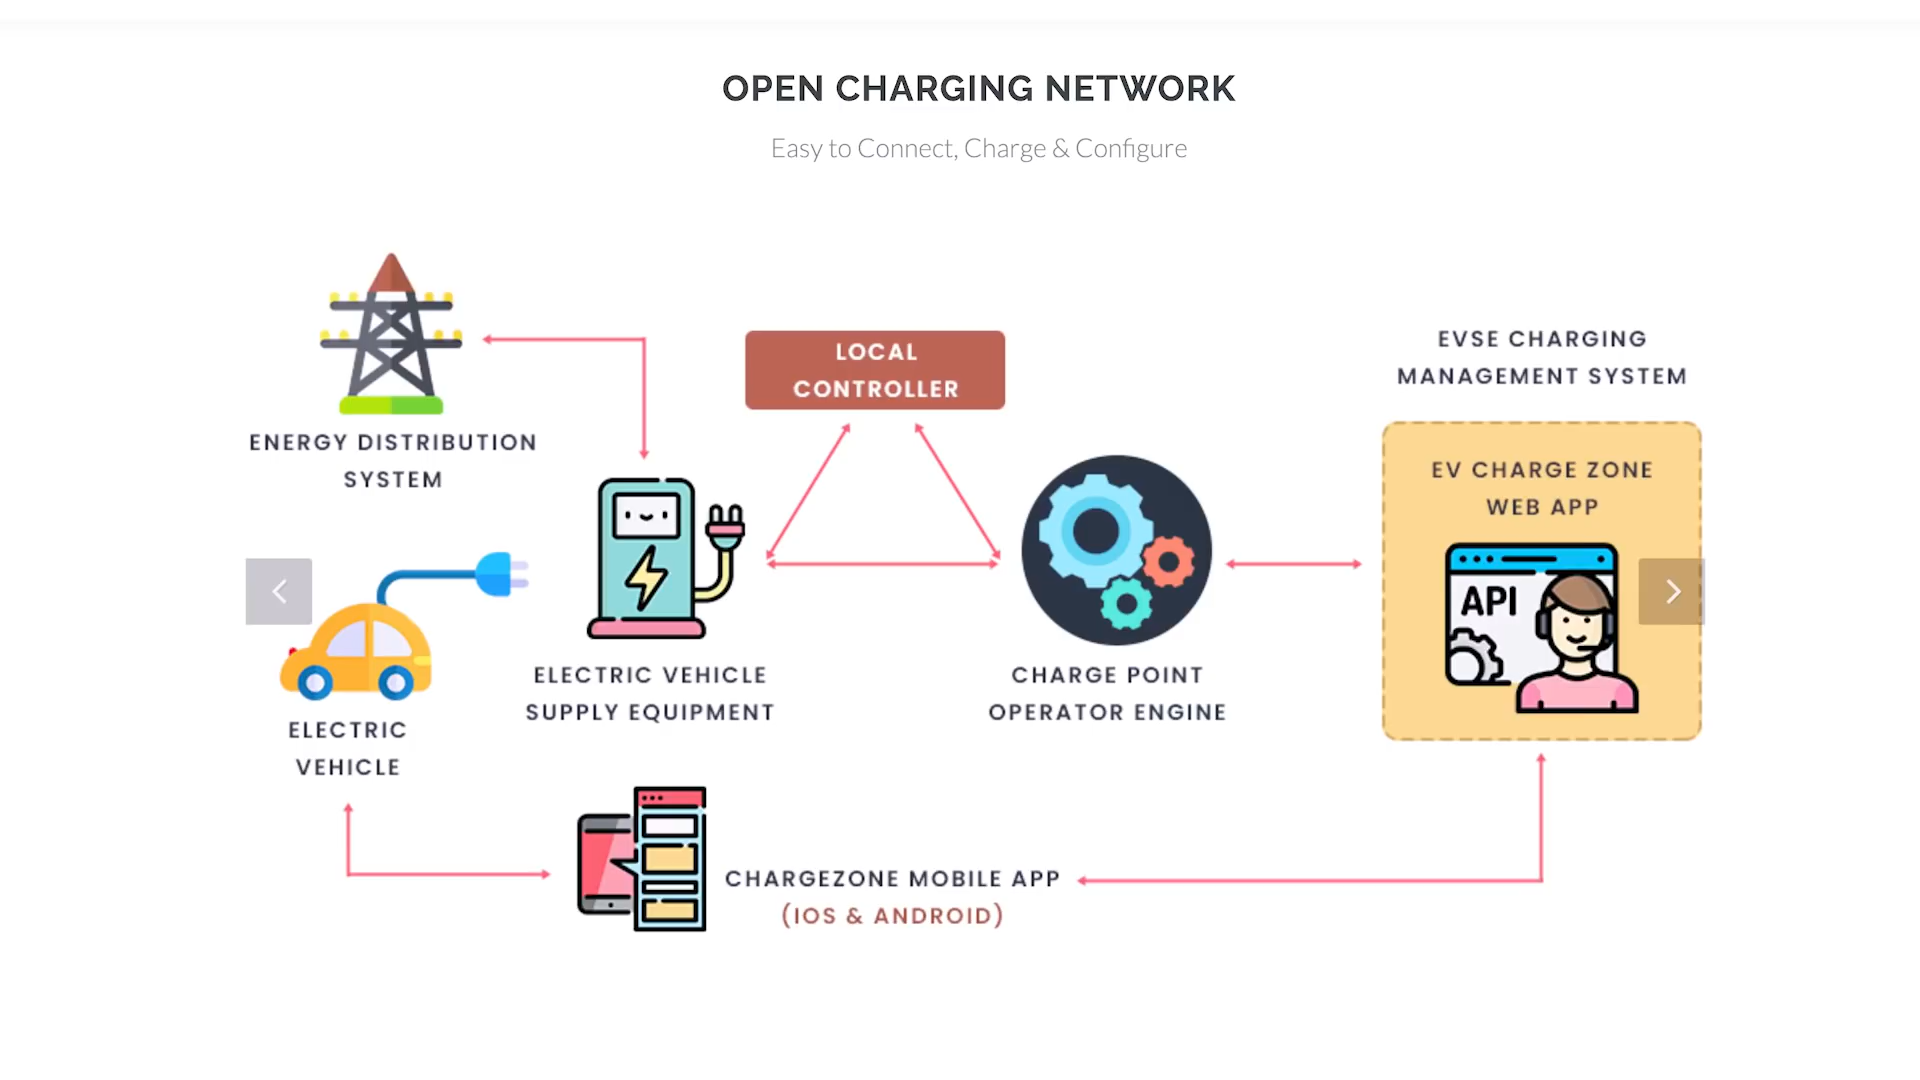 OPEN CHARGING NETWORK
Easy to Connect, Charge & Configure
LOCAL
CONTROLLER
EVSE CHARGING
MANAGEMENT SYSTEM
ENERGY DISTRIBUTION
SYSTEM
EV CHARGE ZONE
WEB APP
API
ELECTRIC VEHICLE
SUPPLY EQUIPMENT
CHARGE POINT
OPERATOR ENGINE
ELECTRIC
VEHICLE
CHARGEZONE MOBILE APP
(IOS & ANDROID)